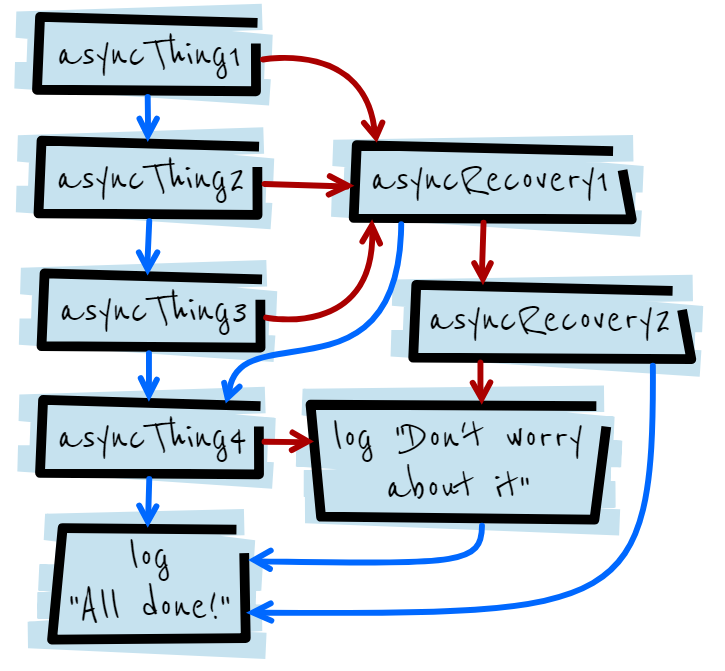 asyncThing1
asyncThing2
asyncRecovery1
asyncThing3
asyncRecovery2
asyncThing4
log "Don't worry
about it"
log
"All done!"